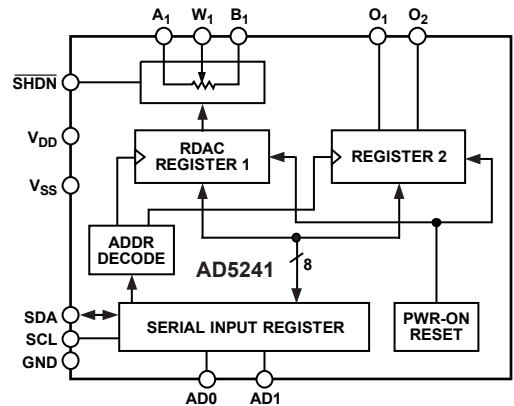 A1 W1 B1 O1 O2
SHDN
VDD
RDAC
REGISTER 1
REGISTER 2
VSS
ADDR
DECODE
AD5241
8
SDA
SERIAL INPUT REGISTER
PWR-ON
RESET
SCL
GND
AD0 AD1